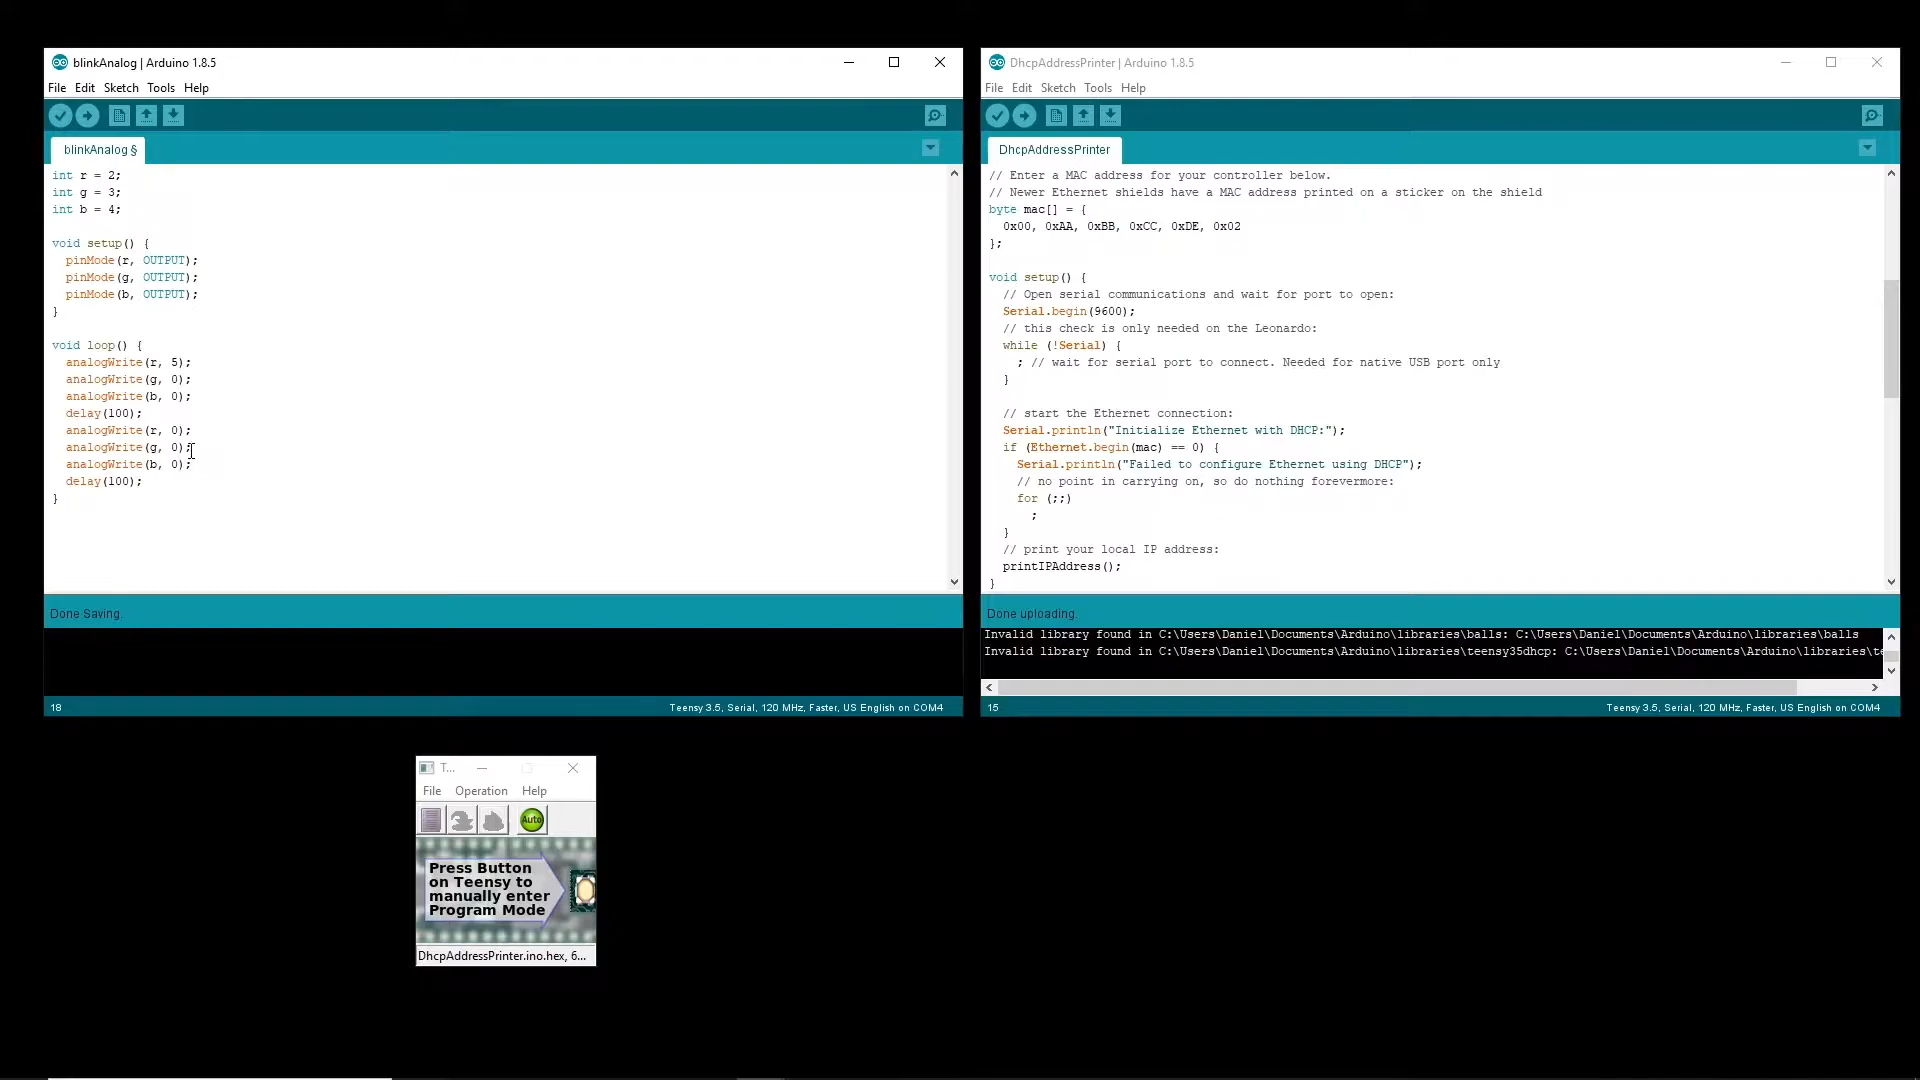 blinkAnalog | Arduino 1.8.5
File Edit Sketch Tools Help
blinkAnalog §
int r = 2;
int g = 3;
int b = 4;
void setup() {
pinMode(r, OUTPUT);
pinMode(g, OUTPUT);
pinMode(b, OUTPUT);
}
void loop() {
analogWrite(r, 5);
analogWrite(g, 0);
analogWrite(b, 0);
delay(100);
analogWrite(r, 0);
analogWrite(g, 0);
analogWrite(b, 0);
delay(100);
}
Done Saving.
18
Teensy 3.5, Serial, 120 MHz, Faster, US English on COM4
DhcpAddressPrinter | Arduino 1.8.5
File Edit Sketch Tools Help
DhcpAddressPrinter
// Enter a MAC address for your controller below.
// Newer Ethernet shields have a MAC address printed on a sticker on the shield
byte mac[] = {
0x00, 0xAA, 0xBB, 0xCC, 0xDE, 0x02
};
void setup() {
// Open serial communications and wait for port to open:
Serial.begin(9600);
// this check is only needed on the Leonardo:
while (!Serial) {
; // wait for serial port to connect. Needed for native USB port only
}
// start the Ethernet connection:
Serial.println("Initialize Ethernet with DHCP:");
if (Ethernet.begin(mac) == 0) {
Serial.println("Failed to configure Ethernet using DHCP");
// no point in carrying on, so do nothing forevermore:
for (;;)
;
}
// print your local IP address:
printIPAddress();
}
Done uploading.
Invalid library found in C:\Users\Daniel\Documents\Arduino\libraries\balls: C:\Users\Daniel\Documents\Arduino\libraries\balls
Invalid library found in C:\Users\Daniel\Documents\Arduino\libraries\teensy35dhcp: C:\Users\Daniel\Documents\Arduino\libraries\te
15
Teensy 3.5, Serial, 120 MHz, Faster, US English on COM4
T...
File Operation Help
Auto
Press Button
on Teensy to
manually enter
Program Mode
DhcpAddressPrinter.ino.hex, 6...